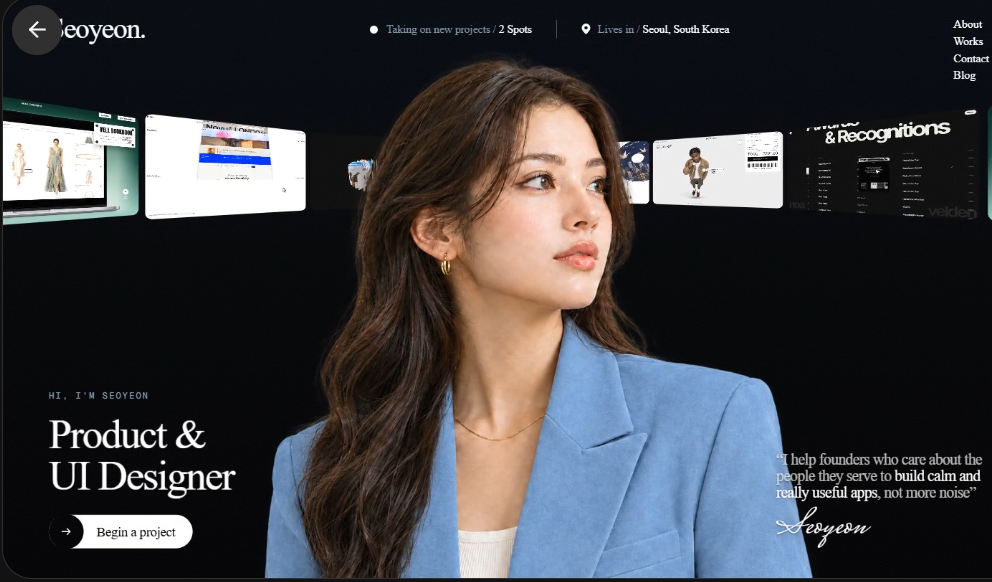 Seoyeon.
Taking on new projects / 2 Spots
Lives in / Seoul, South Korea
About
Works
Contact
Blog
& Recognitions
HI, I'M SEOYEON
Product &
UI Designer
Begin a project
“I help founders who care about the
people they serve to build calm and
really useful apps, not more noise”
Seoyeon